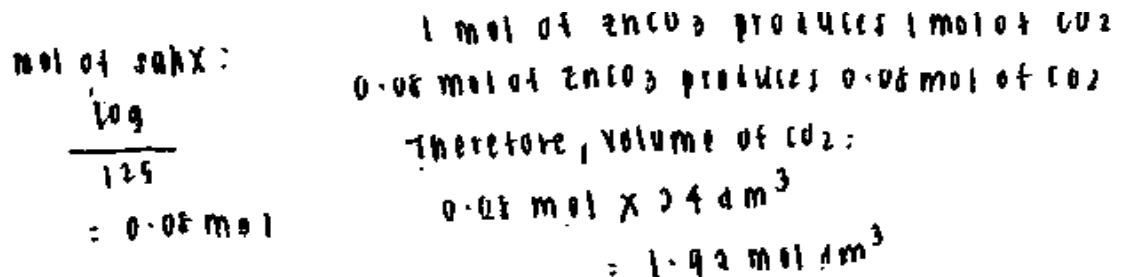 mol of salt X:
10g
125
= 0.08 mol
1 mol of ZnCO3 produces 1 mol of CO2
0.08 mol of ZnCO3 produces 0.08 mol of CO2
Therefore, volume of CO2:
0.08 mol x 24 dm³
= 1.92 mol dm³